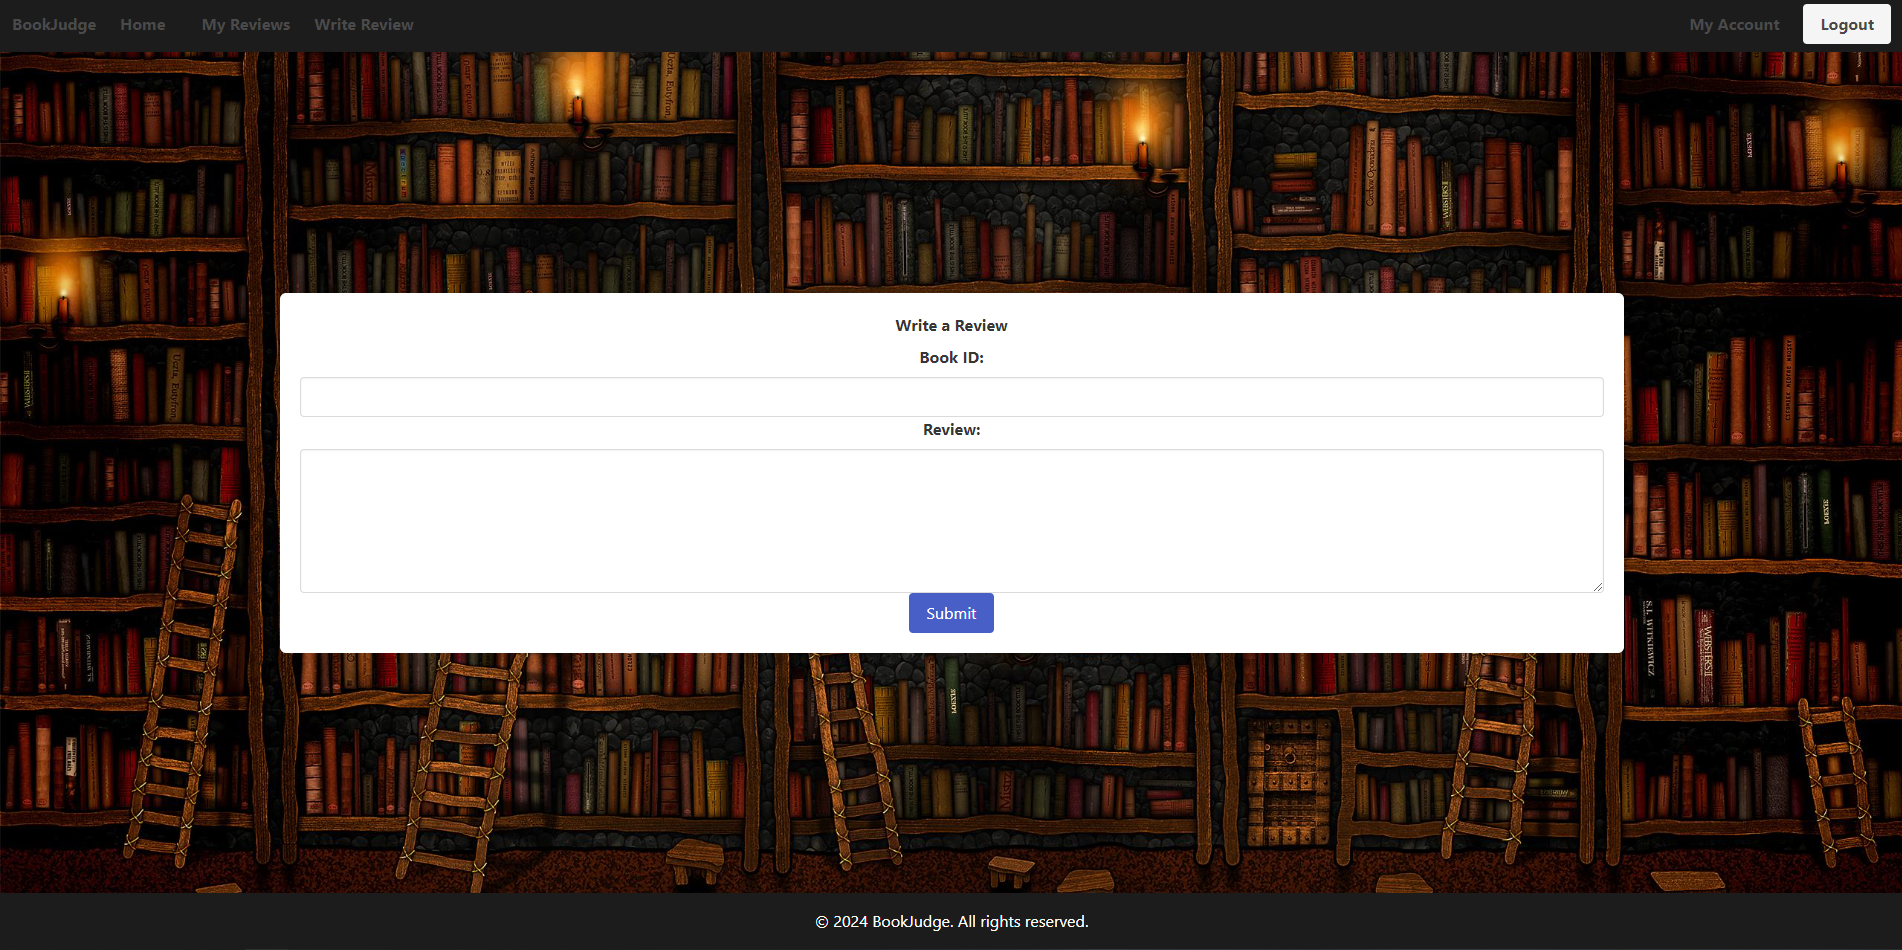 BookJudge Home My Reviews Write Review My Account Logout
Write a Review
Book ID:
Review:
Submit
© 2024 BookJudge. All rights reserved.